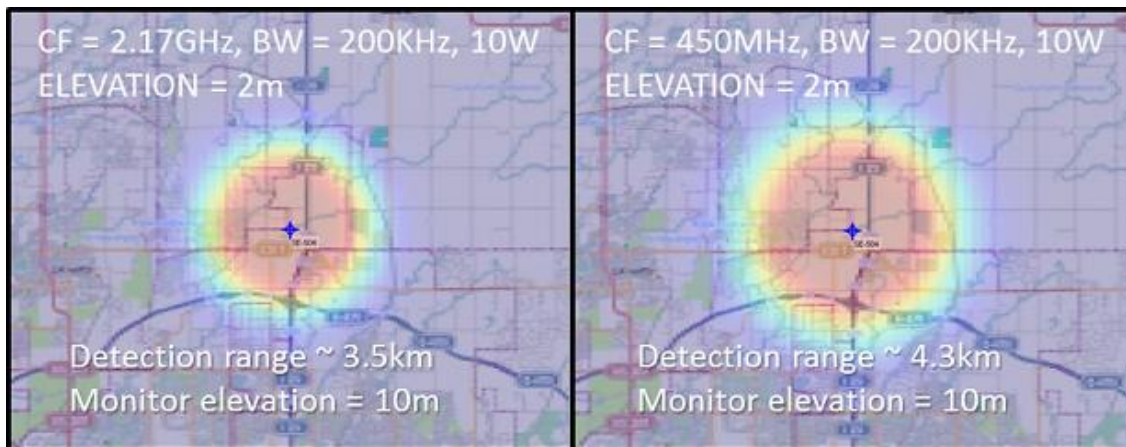 CF = 2.17GHz, BW = 200KHz, 10W
ELEVATION = 2m
Detection range ~ 3.5km
Monitor elevation = 10m
CF = 450MHz, BW = 200KHz, 10W
ELEVATION = 2m
Detection range ~ 4.3km
Monitor elevation = 10m